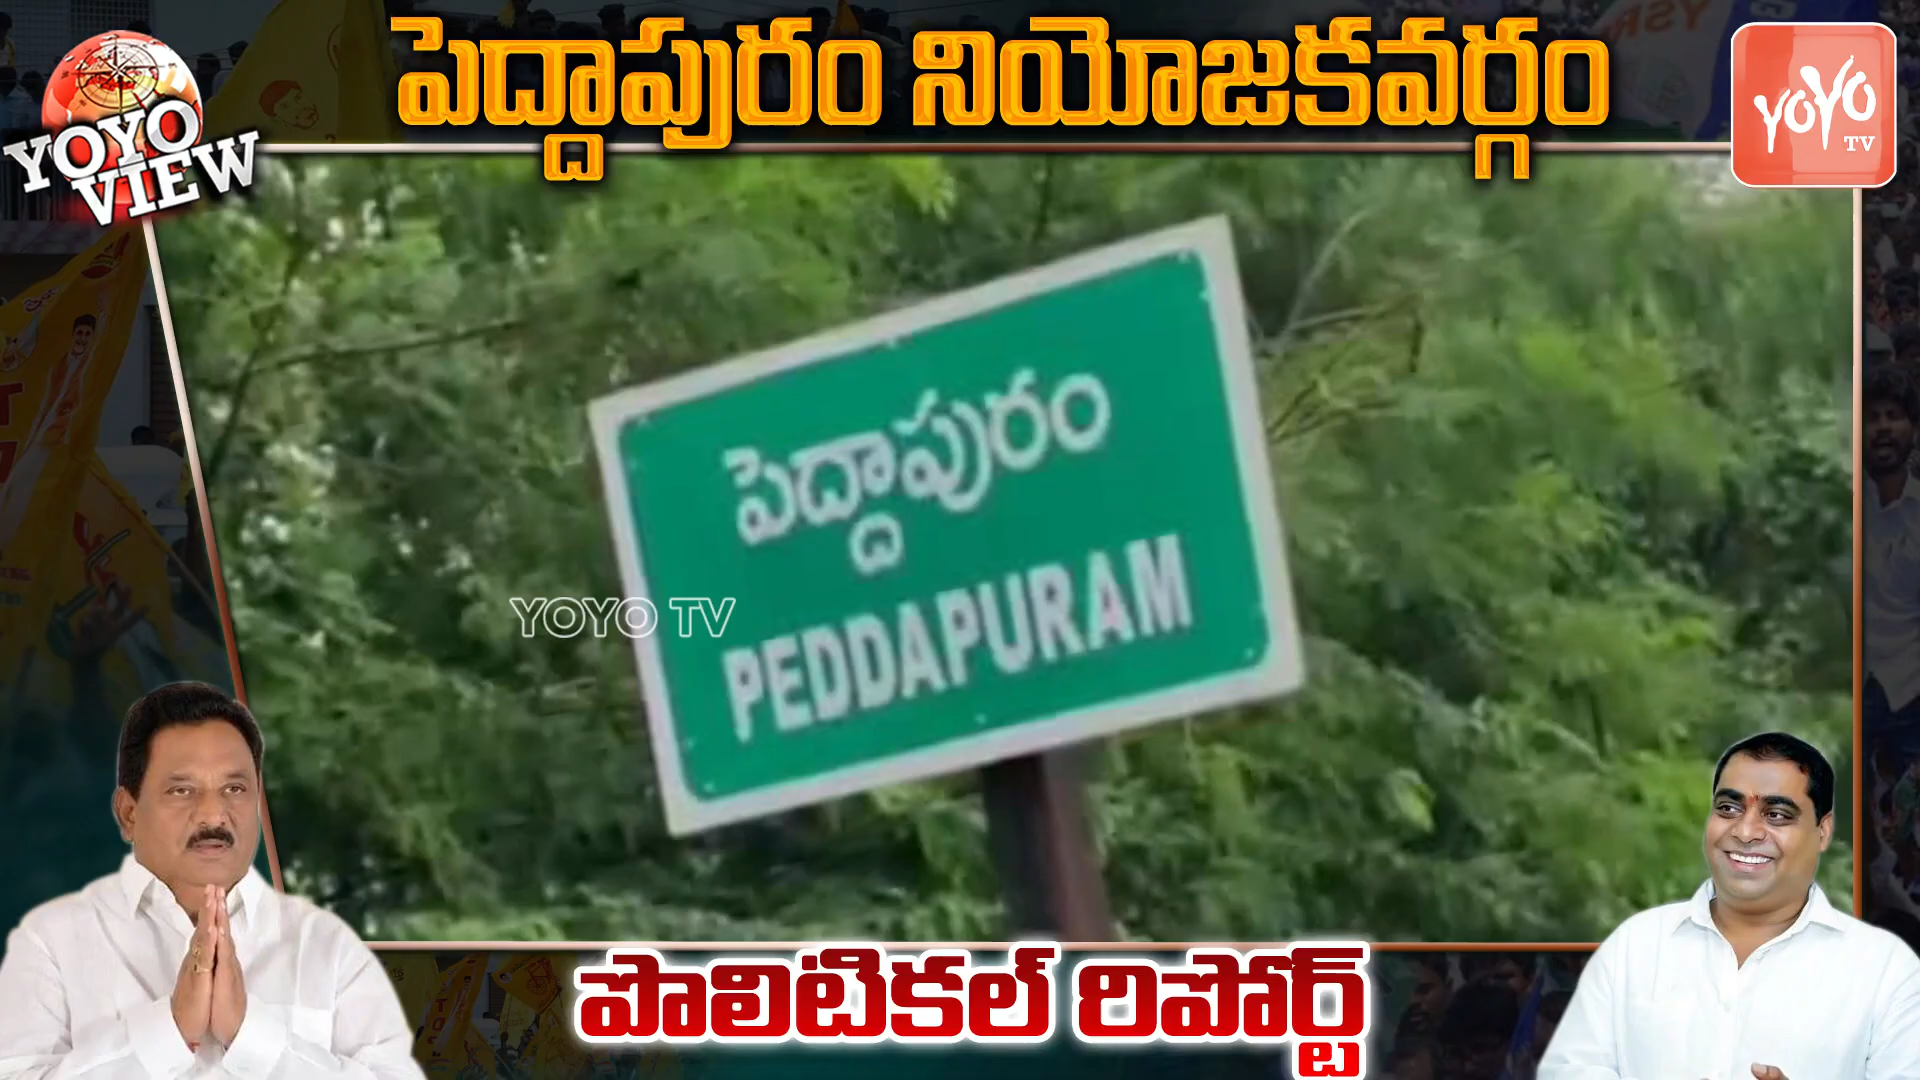 పెద్దాపురం నియోజకవర్గం
YOYO
VIEW
YOYO
TV
పెద్దాపురం
PEDDAPURAM
YOYO TV
పొలిటికల్ రిపోర్ట్